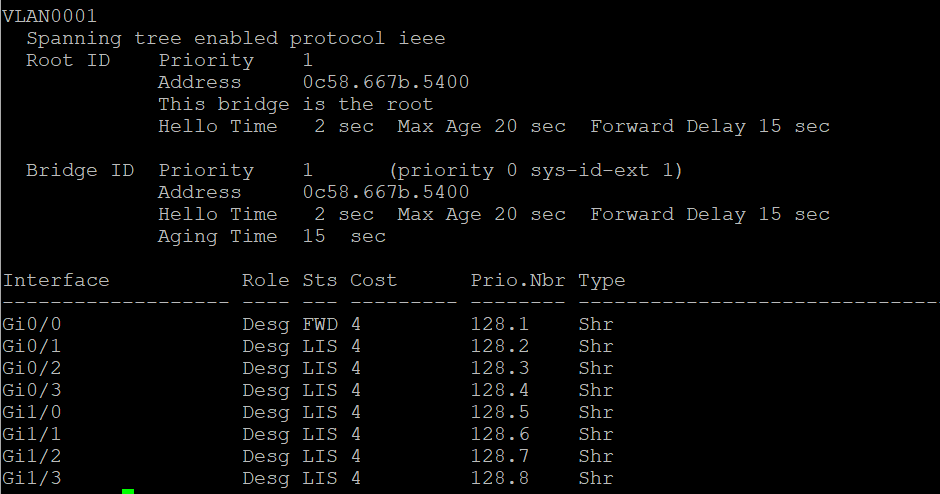 VLAN0001
  Spanning tree enabled protocol ieee
  Root ID    Priority    1
             Address     0c58.667b.5400
             This bridge is the root
             Hello Time   2 sec  Max Age 20 sec  Forward Delay 15 sec

  Bridge ID  Priority    1      (priority 0 sys-id-ext 1)
             Address     0c58.667b.5400
             Hello Time   2 sec  Max Age 20 sec  Forward Delay 15 sec
             Aging Time  15  sec

Interface           Role Sts Cost      Prio.Nbr Type
------------------- ---- --- --------- -------- ------------------------------
Gi0/0               Desg FWD 4         128.1    Shr
Gi0/1               Desg LIS 4         128.2    Shr
Gi0/2               Desg LIS 4         128.3    Shr
Gi0/3               Desg LIS 4         128.4    Shr
Gi1/0               Desg LIS 4         128.5    Shr
Gi1/1               Desg LIS 4         128.6    Shr
Gi1/2               Desg LIS 4         128.7    Shr
Gi1/3               Desg LIS 4         128.8    Shr